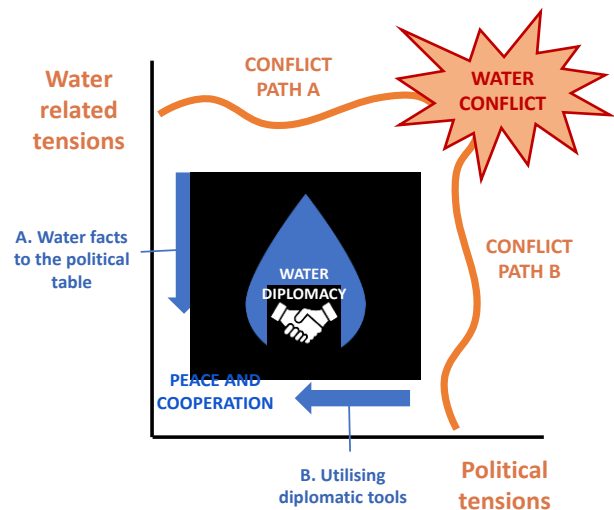 Water
related
tensions
CONFLICT
PATH A
WATER
CONFLICT
A. Water facts
to the political
table
WATER
DIPLOMACY
CONFLICT
PATH B
PEACE AND
COOPERATION
B. Utilising
diplomatic tools
Political
tensions